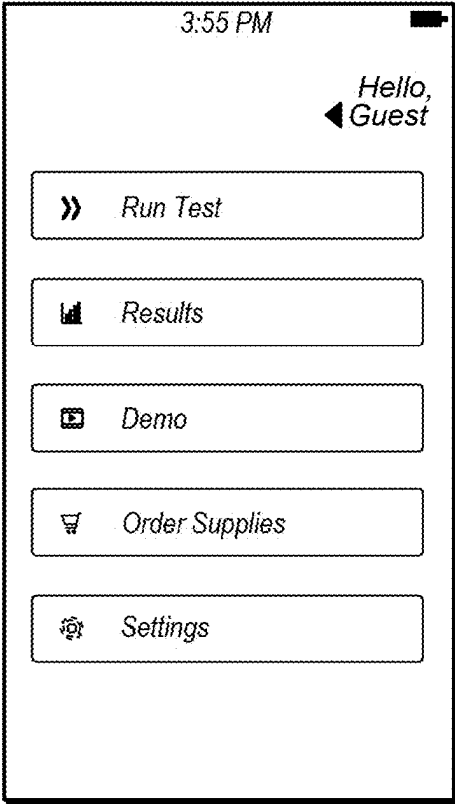 3:55 PM
Hello,
Guest
Run Test
Results
Demo
Order Supplies
Settings